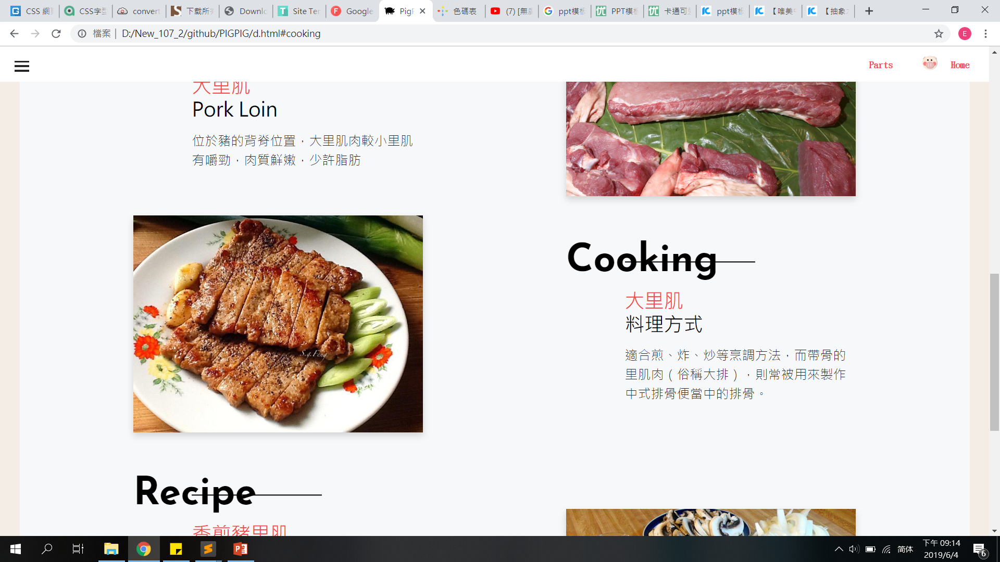 CSS 網
CSS字型
convert
下载所
Downlo
Site Ter
Google
Pig
色碼表
(7) [無
ppt模板
PPT模板
卡通可
ppt模板
【唯美
【抽象
檔案
D:/New_107_2/github/PIGPIG/d.html#cooking
E
Parts
Home
大里肌
Pork Loin
位於豬的背脊位置，大里肌肉較小里肌
有嚼勁，肉質鮮嫩，少許脂肪
S.g.Feng
Cooking
大里肌
料理方式
適合煎、炸、炒等烹調方法，而帶骨的
里肌肉（俗稱大排），則常被用來製作
中式排骨便當中的排骨。
Recipe
香煎豬里肌
简体
下午 09:14
2019/6/4
6